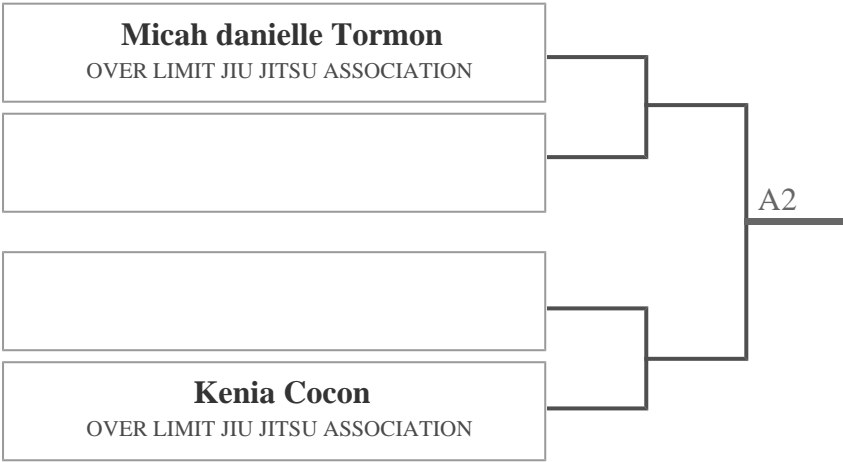 Micah danielle Tormon
OVER LIMIT JIU JITSU ASSOCIATION
A2
Kenia Cocon
OVER LIMIT JIU JITSU ASSOCIATION